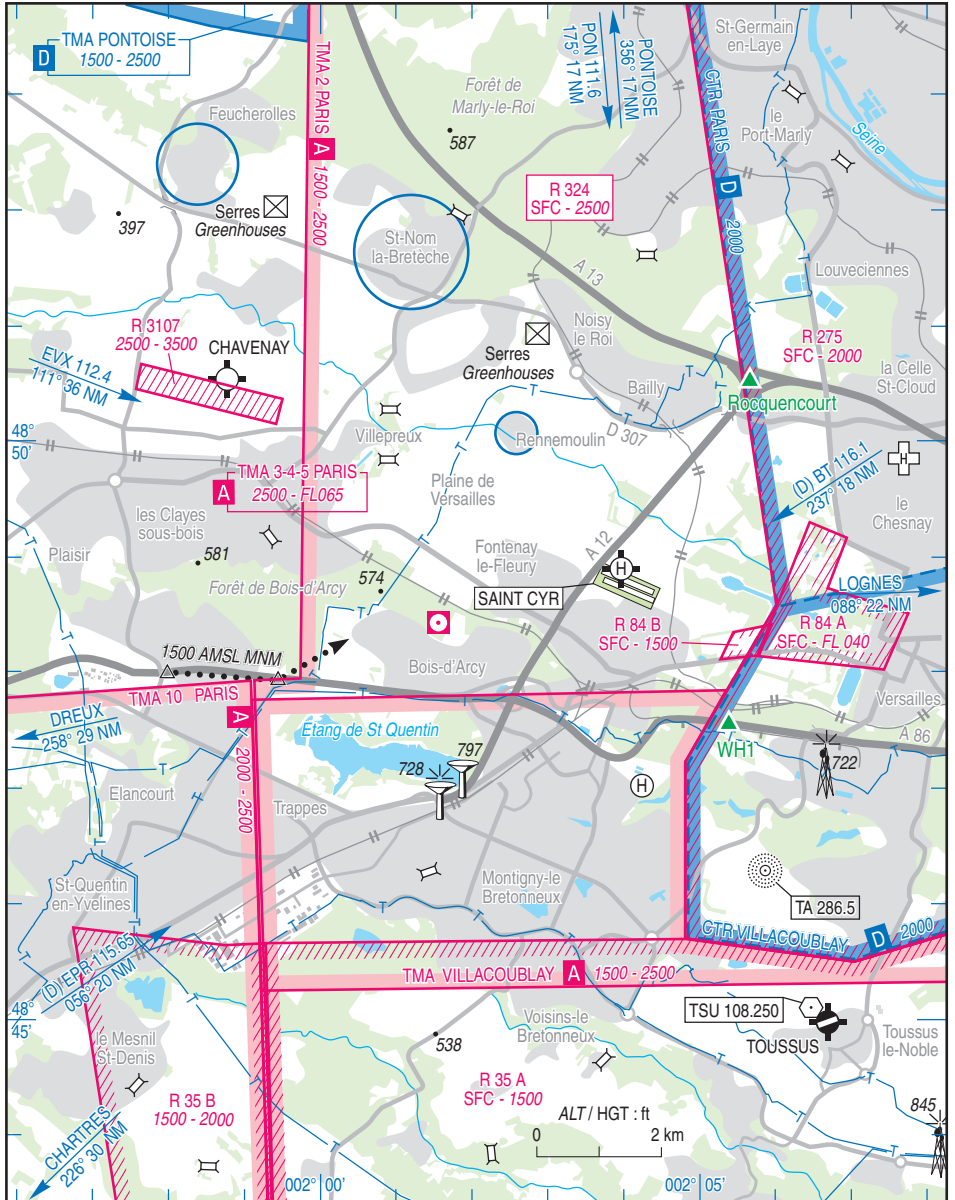 TMA PONTOISE
D
1500 - 2500
TMA 2 PARIS A 1500 - 2500
PON 111.6
175° 17 NM
PONTOISE
356° 17 NM
St-Germain
en-Laye
CTR PARIS D 2000
Forêt de
Marly-le-Roi
Feucherolles
587
le
Port-Marly
Seine
R 324
SFC - 2500
Serres
Greenhouses
397
St-Nom
la-Bretèche
A 13
Louveciennes
R 3107
2500 - 3500
CHAVENAY
Noisy
le Roi
R 275
SFC - 2000
EVX 112.4
111° 36 NM
Serres
Greenhouses
la Celle
St-Cloud
Bailly
Rocquencourt
48°
50'
Villepreux
Rennemoulin
D 307
H
(D) BT 116.1
237° 18 NM
TMA 3-4-5 PARIS
A
2500 - FL065
Plaine de
Versailles
le
Chesnay
les Clayes
sous-bois
Plaisir
581
Fontenay
le-Fleury
A 12
574
Forêt de Bois-d'Arcy
H
SAINT CYR
LOGNES
088° 22 NM
R 84 B
SFC - 1500
R 84 A
SFC - FL 040
1500 AMSL MNM
Bois-d'Arcy
TMA 10 PARIS
Versailles
DREUX
258° 29 NM
A 2000 - 2500
Étang de St Quentin
WH1
A 86
797
728
722
H
Elancourt
Trappes
St-Quentin
en-Yvelines
Montigny-le
Bretonneux
TA 286.5
(D) EPR 115.65
056° 20 NM
CTR VILLACOUBLAY D 2000
TMA VILLACOUBLAY A 1500 - 2500
48°
45'
TSU 108.250
TOUSSUS
Toussus
le-Noble
le Mesnil
St-Denis
Voisins-le
Bretonneux
538
R 35 B
1500 - 2000
R 35 A
SFC - 1500
ALT / HGT : ft
0 2 km
845
CHARTRES
226° 30 NM
002° 00'
002° 05'